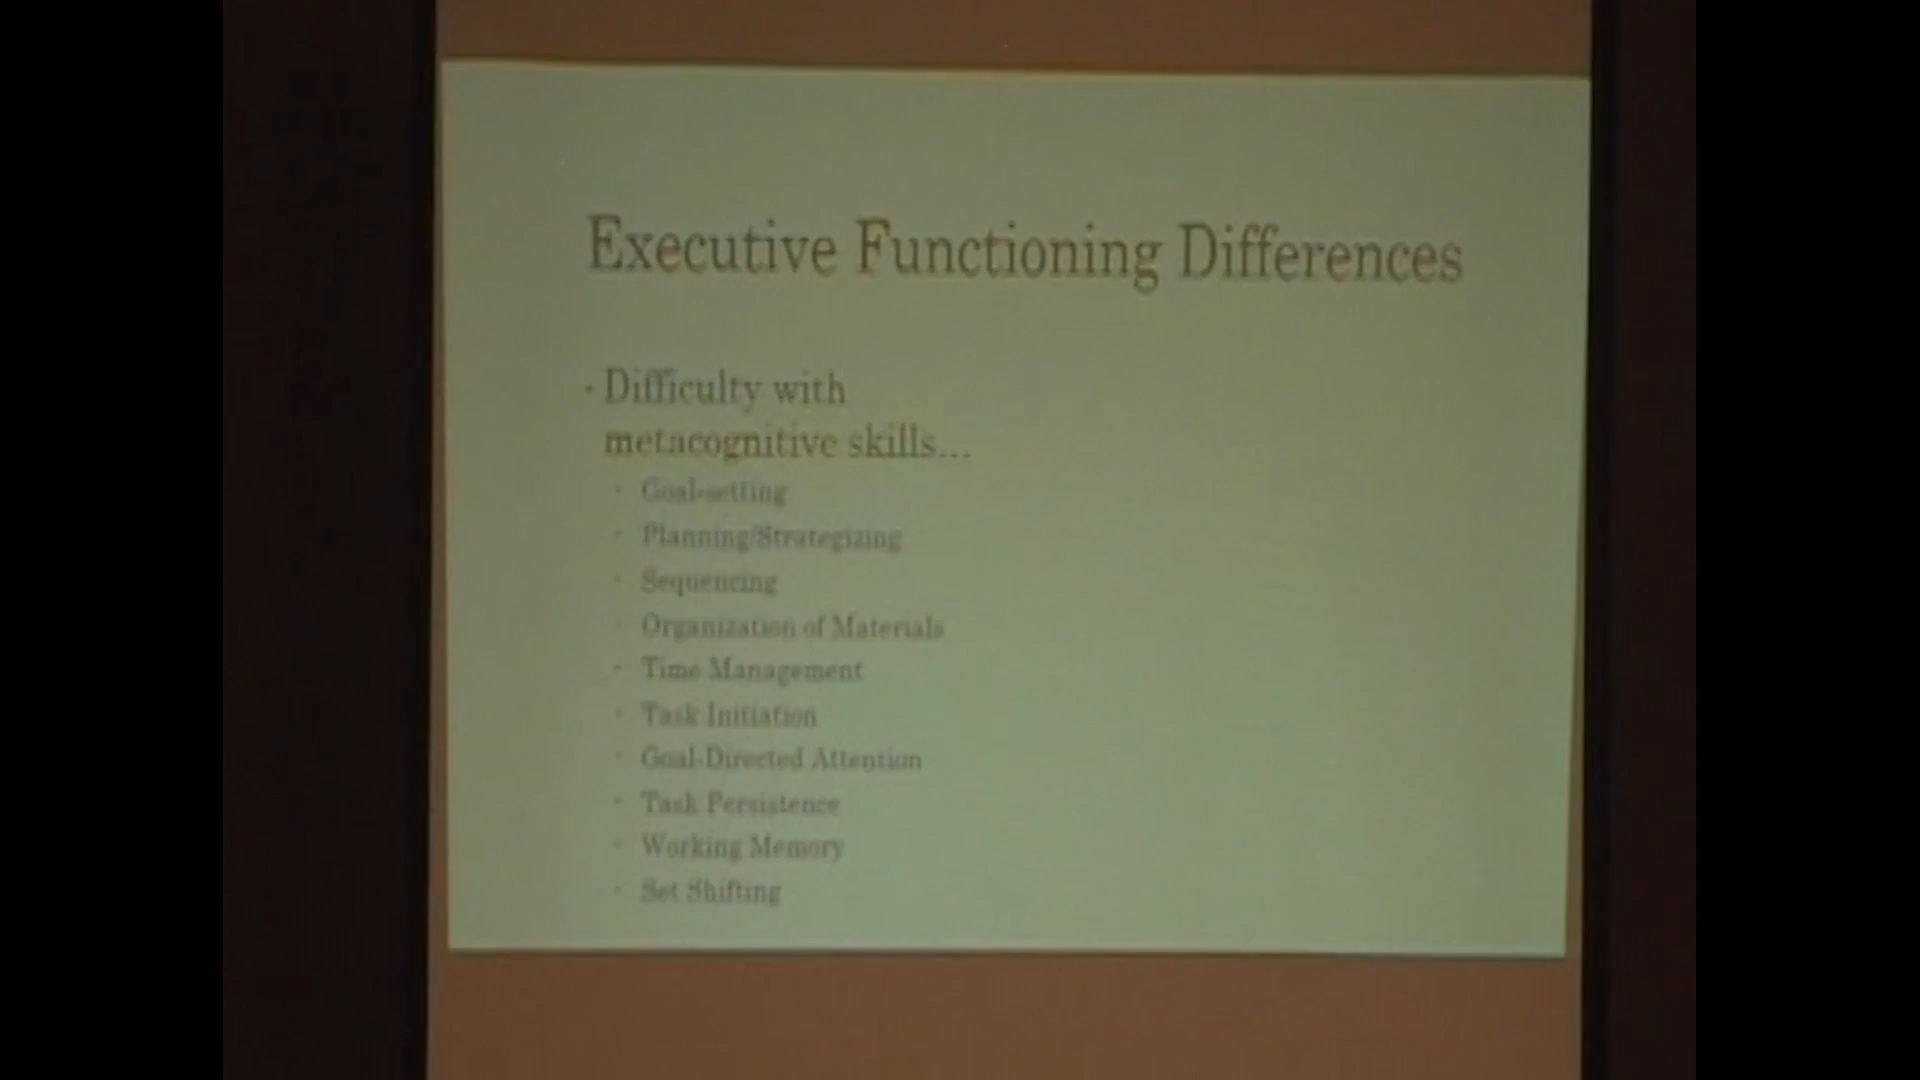 Executive Functioning Differences
· Difficulty with
metacognitive skills...
· Goal-setting
· Planning/Strategizing
· Sequencing
· Organization of Materials
· Time Management
· Task Initiation
· Goal-Directed Attention
· Task Persistence
· Working Memory
· Set Shifting